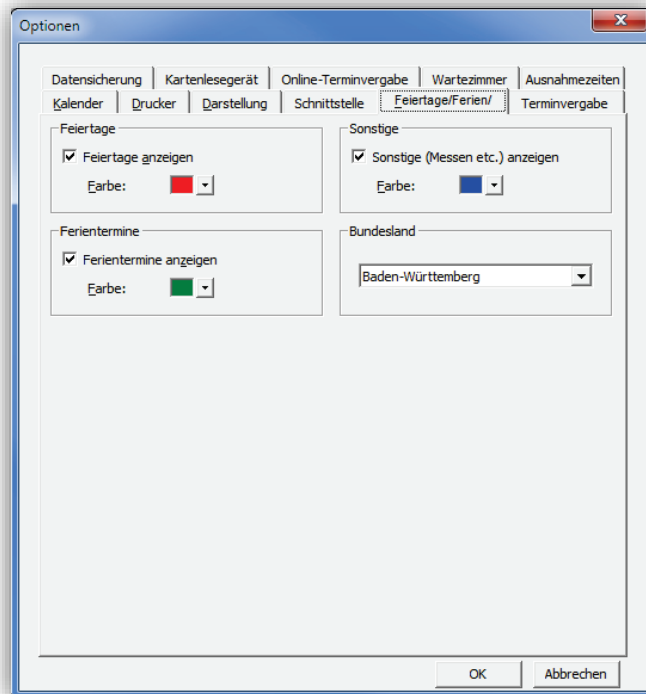 Optionen
Datensicherung Kartenlesegerät Online-Terminvergabe Wartezimmer Ausnahmezeiten
Kalender Drucker Darstellung Schnittstelle Feiertage/Ferien/ Terminvergabe
Feiertage
Feiertage anzeigen
Farbe:
Sonstige
Sonstige (Messen etc.) anzeigen
Farbe:
Ferientermine
Ferientermine anzeigen
Farbe:
Bundesland
Baden-Württemberg
OK Abbrechen